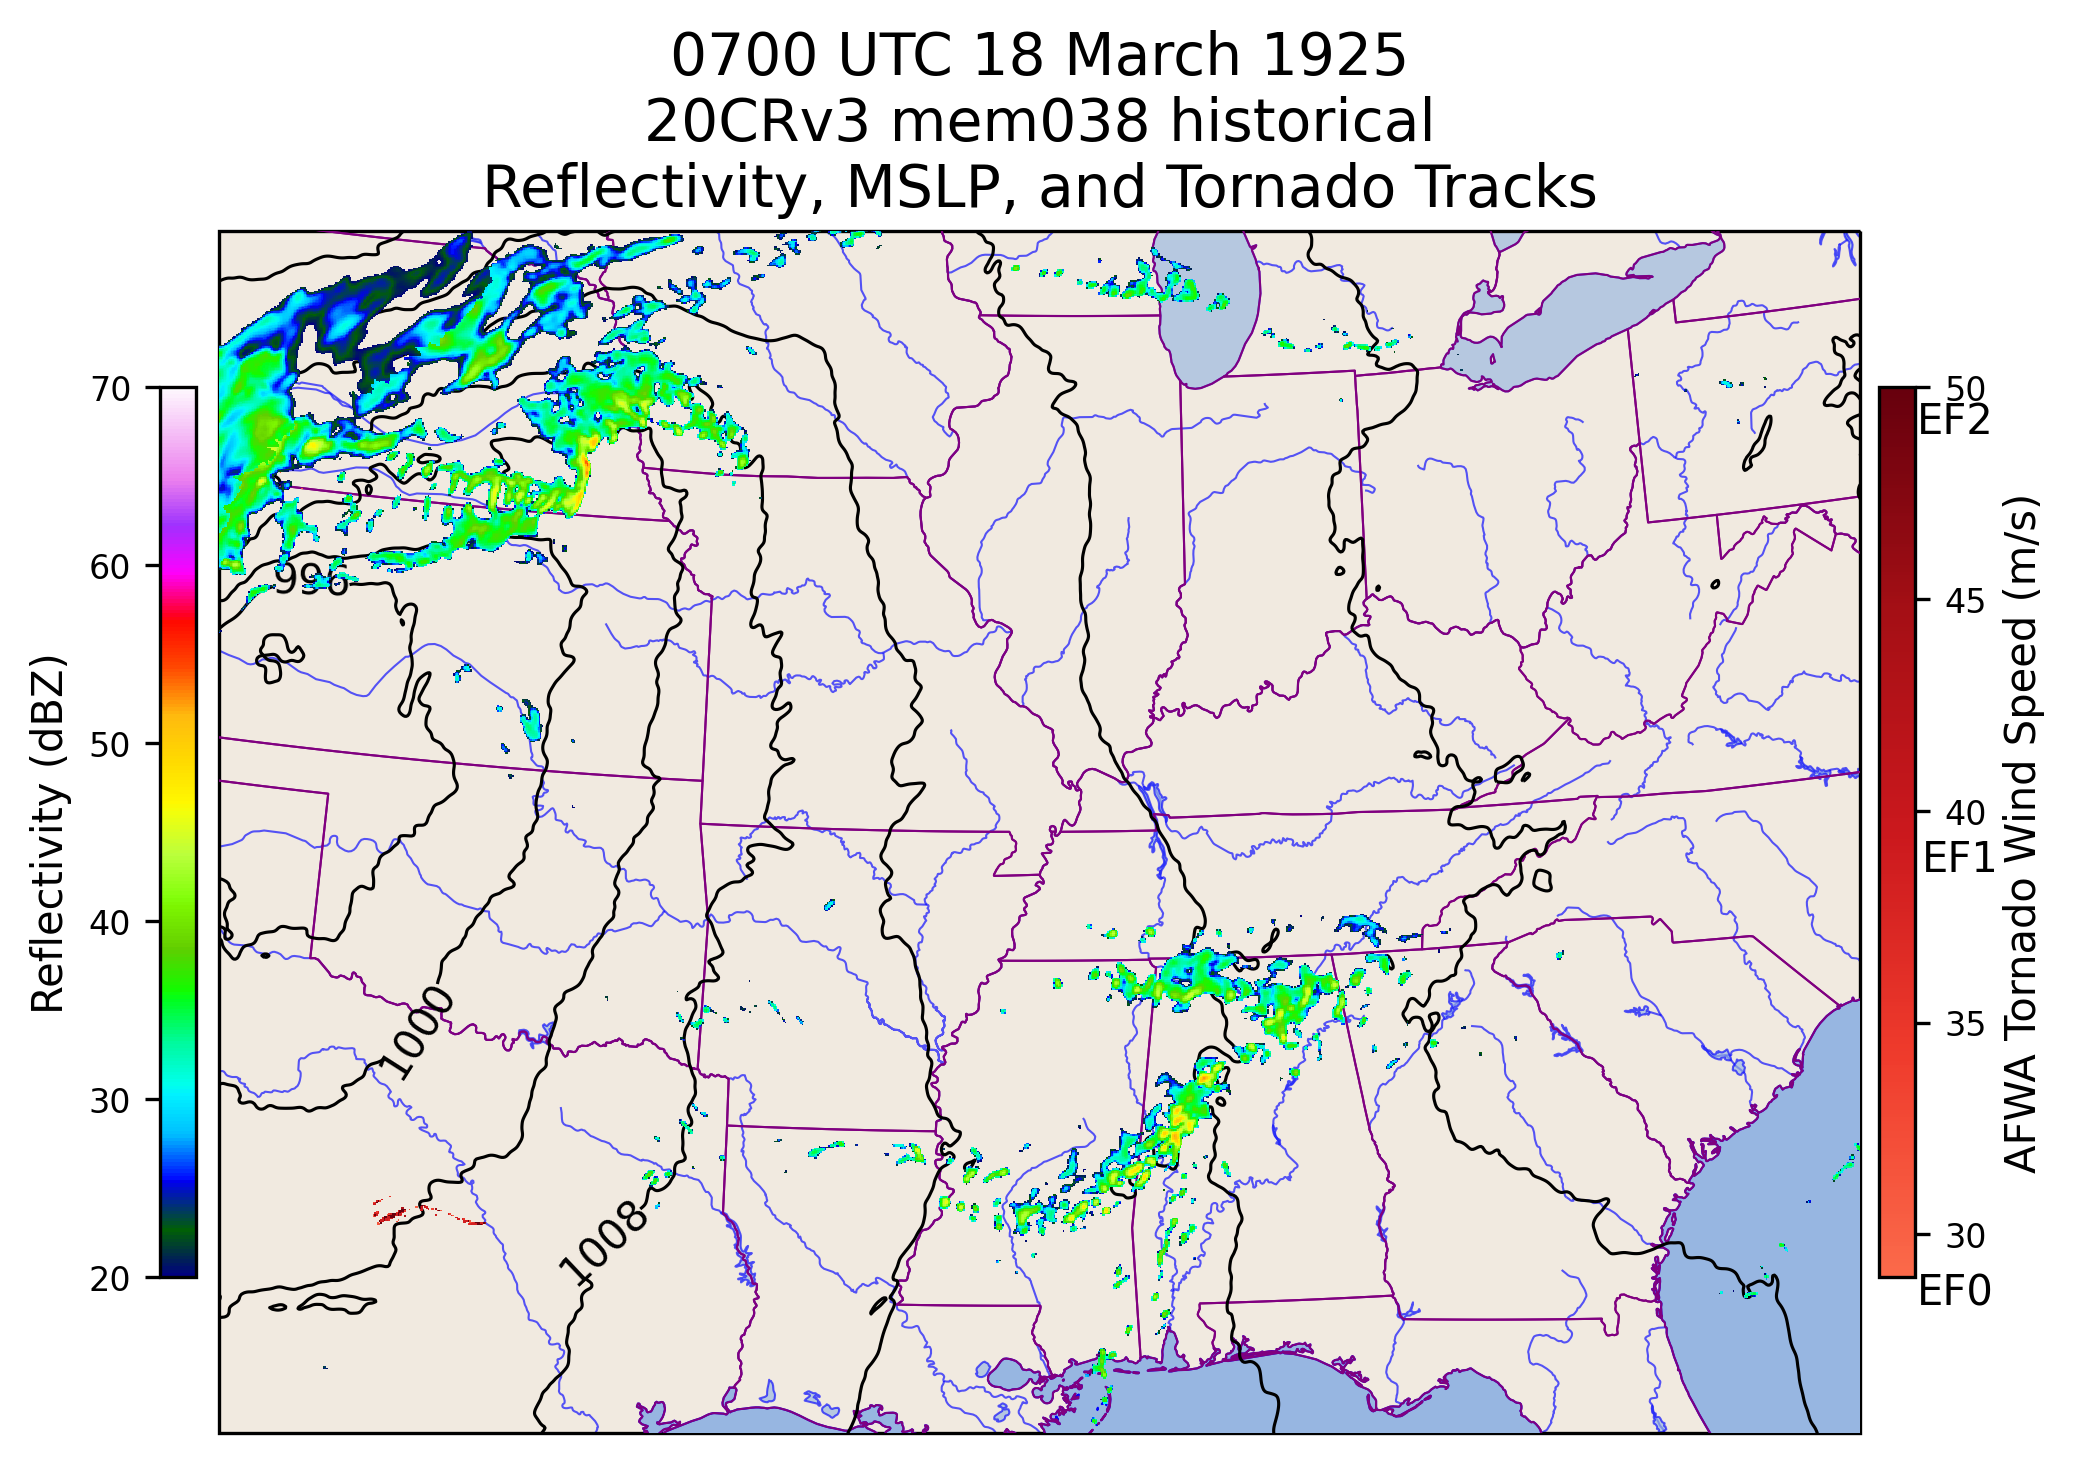 0700 UTC 18 March 1925
20CRv3 mem038 historical
Reflectivity, MSLP, and Tornado Tracks
70
60
50
40
30
20
Reflectivity (dBZ)
996
1000
1008
50
EF2
45
40
EF1
35
30
EF0
AFWA Tornado Wind Speed (m/s)